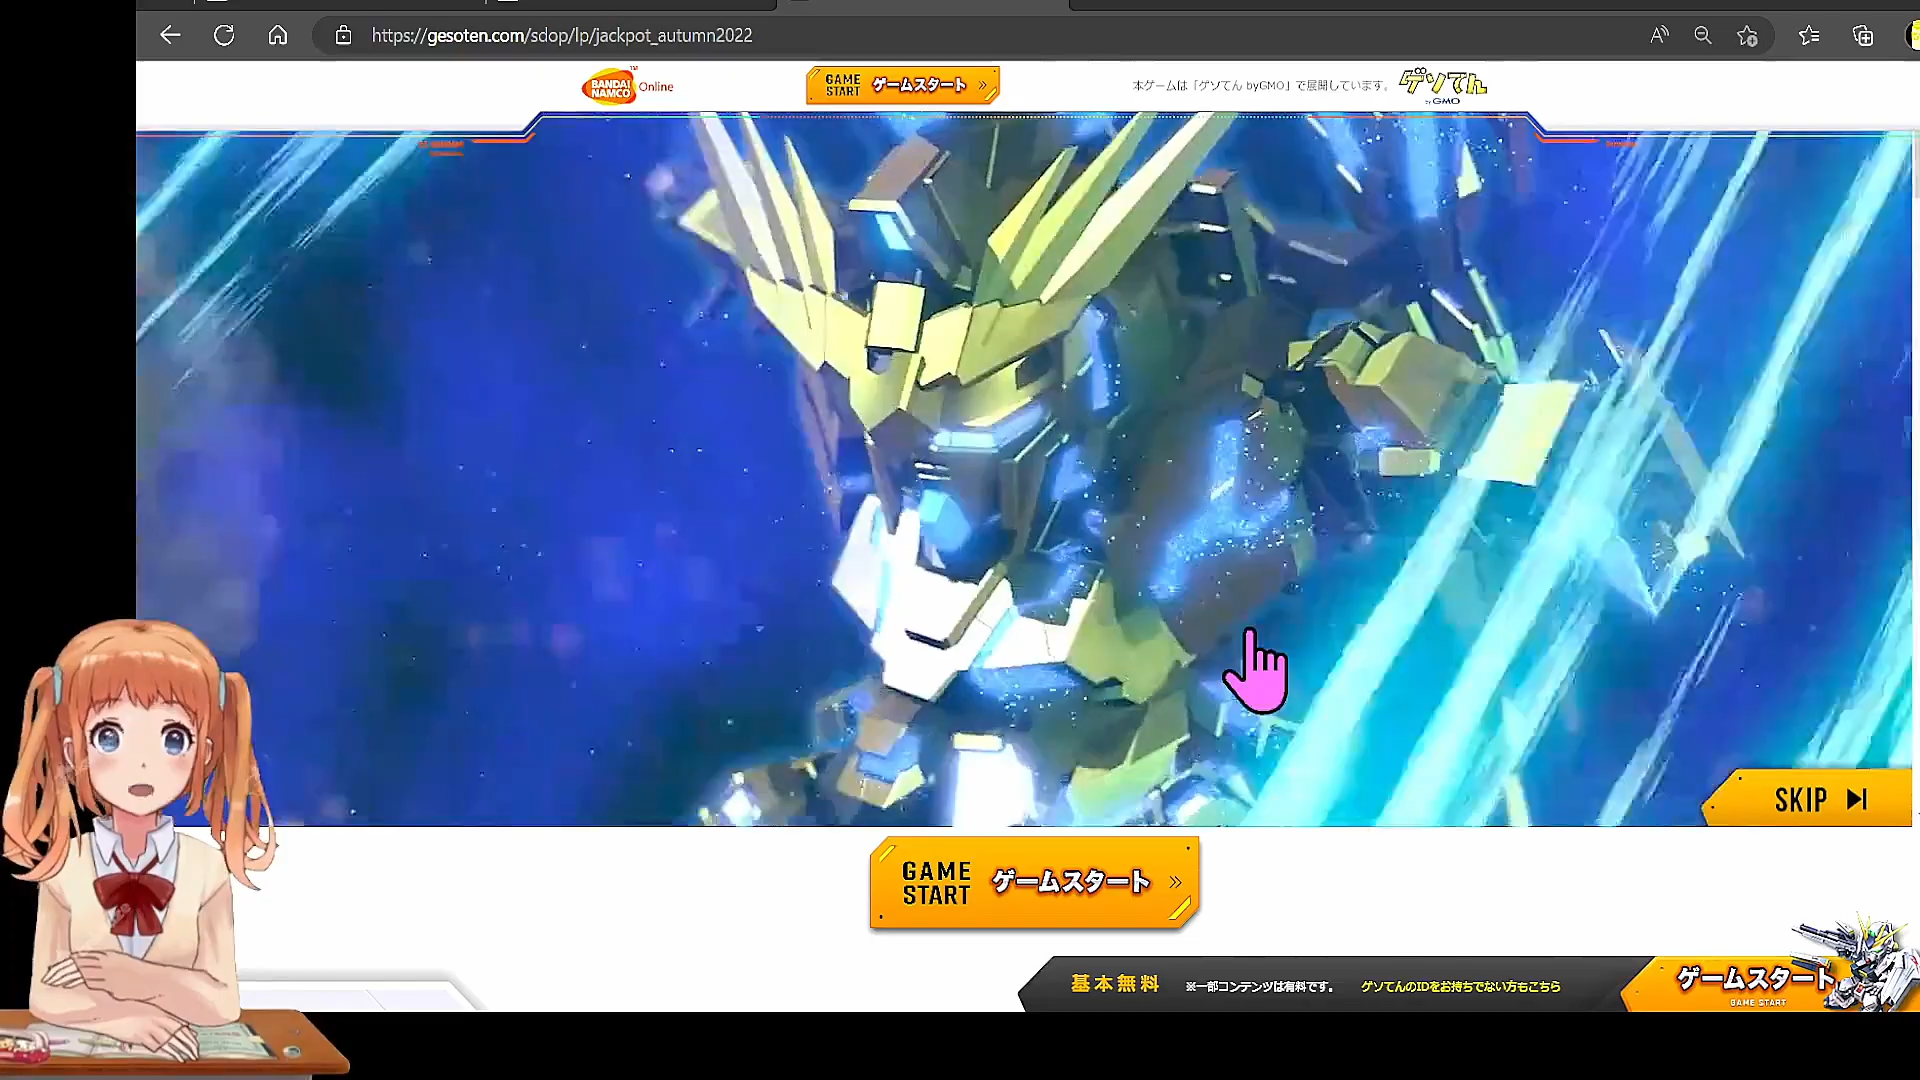 https://gesoten.com/sdop/lp/jackpot_autumn2022
BANDAI NAMCO Online
GAME START ゲームスタート
本ゲームは「ゲソてん byGMO」で展開しています。
ゲソてん
by GMO
SKIP
GAME START ゲームスタート
基本無料 ※一部コンテンツは有料です。 ゲソてんのIDをお持ちでない方もこちら
ゲームスタート
GAME START